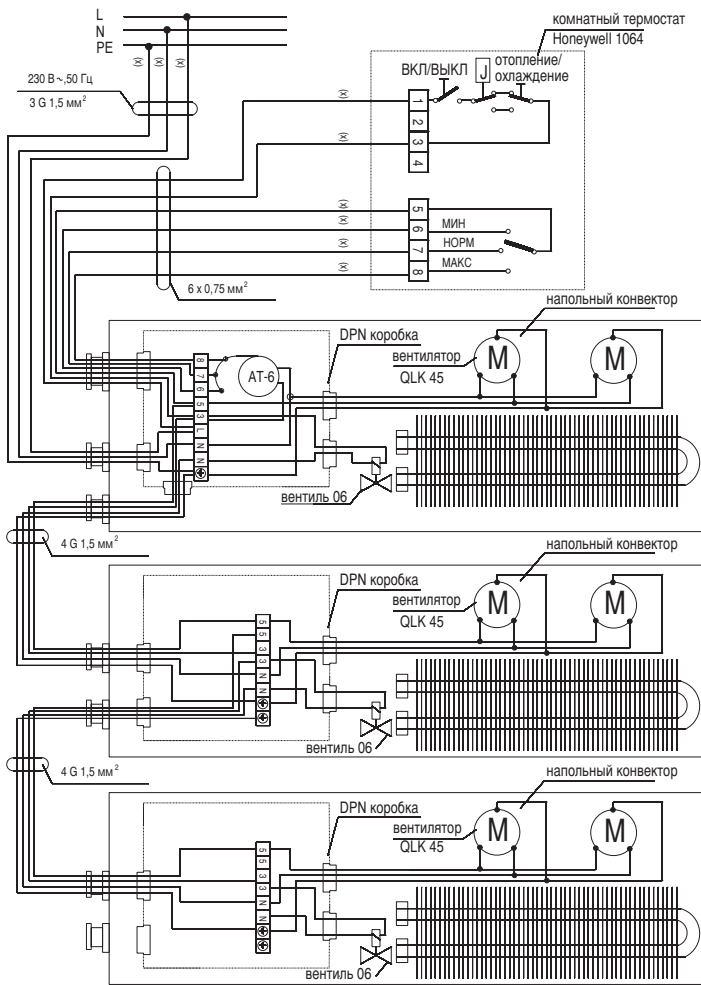 L
N
PE
(x)
(x)
(x)
230 В ~,50 Гц
3 G 1,5 мм²
комнатный термостат
Honeywell 1064
ВКЛ/ВЫКЛ
J
отопление/
охлаждение
(x)
1
2
(x)
3
4
(x)
5
(x)
6
МИН
(x)
7
НОРМ
(x)
8
МАКС
6 x 0,75 мм²
напольный конвектор
DPN коробка
вентилятор
QLK 45
M
M
8
7
6
5
3
L
N
N
AT-6
вентиль 06
4 G 1,5 мм²
напольный конвектор
DPN коробка
вентилятор
QLK 45
M
M
5
5
3
3
N
N
вентиль 06
4 G 1,5 мм²
напольный конвектор
DPN коробка
вентилятор
QLK 45
M
M
5
5
3
3
N
N
вентиль 06